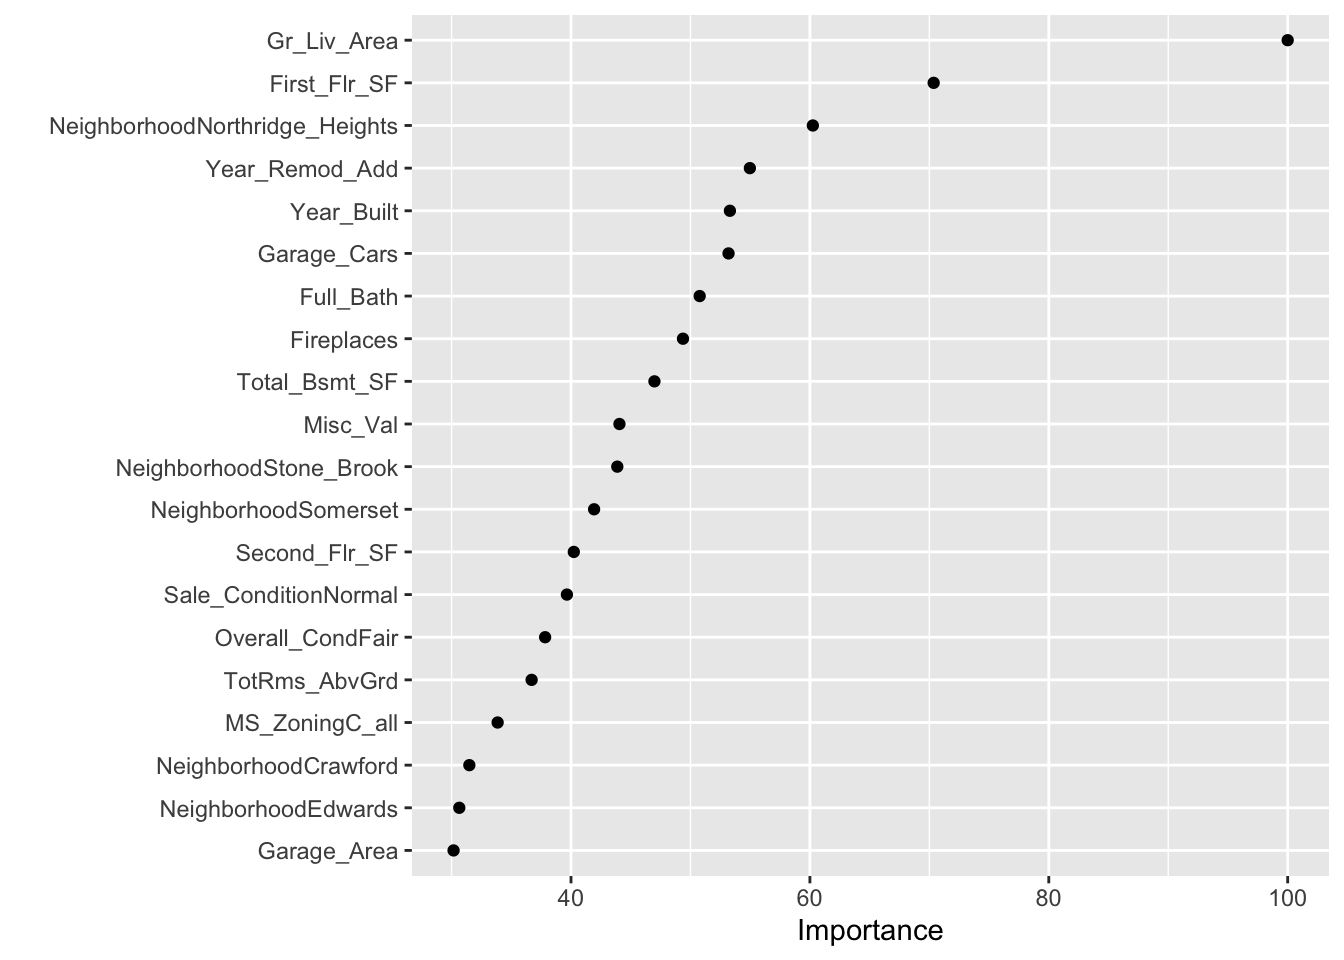 Gr_Liv_Area
First_Flr_SF
NeighborhoodNorthridge_Heights
Year_Remod_Add
Year_Built
Garage_Cars
Full_Bath
Fireplaces
Total_Bsmt_SF
Misc_Val
NeighborhoodStone_Brook
NeighborhoodSomerset
Second_Flr_SF
Sale_ConditionNormal
Overall_CondFair
TotRms_AbvGrd
MS_ZoningC_all
NeighborhoodCrawford
NeighborhoodEdwards
Garage_Area
40 60 80 100
Importance